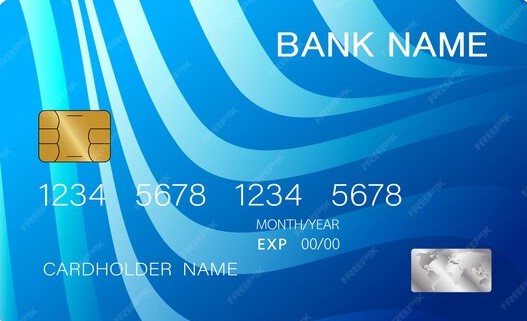 BANK NAME
1234 5678 1234 5678
MONTH/YEAR
EXP 00/00
CARDHOLDER NAME